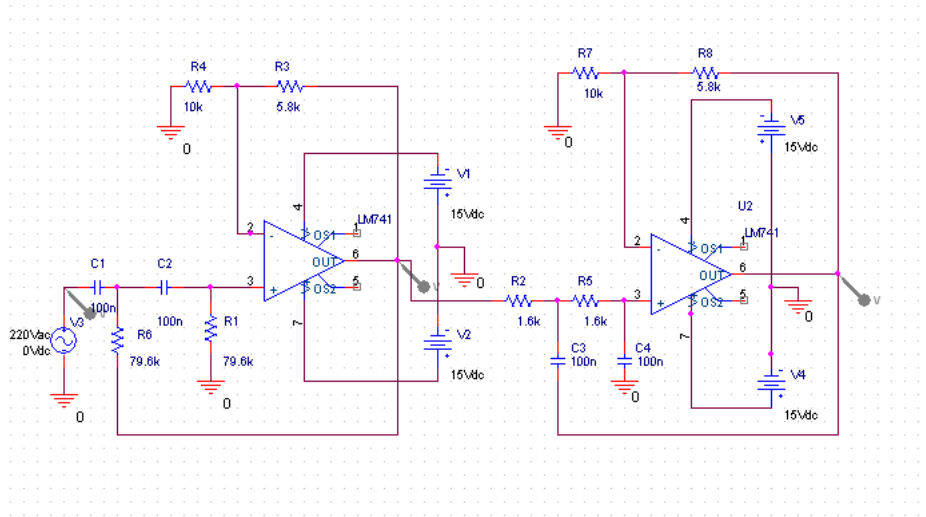 R4
R3
10k
5.8k
0
R7
R8
10k
5.8k
0
V5
15Vdc
V1
15Vdc
4
LM741
2
-
OS1
1
OUT
6
3
+
OS2
5
7
0
U2
4
LM741
2
-
OS1
1
OUT
6
3
+
OS2
5
7
0
C1
C2
100n
100n
V
V3
220Vac
0Vdc
R6
79.6k
R1
79.6k
0
0
V2
15Vdc
R2
R5
1.6k
1.6k
C3
100n
C4
100n
0
V
V4
15Vdc